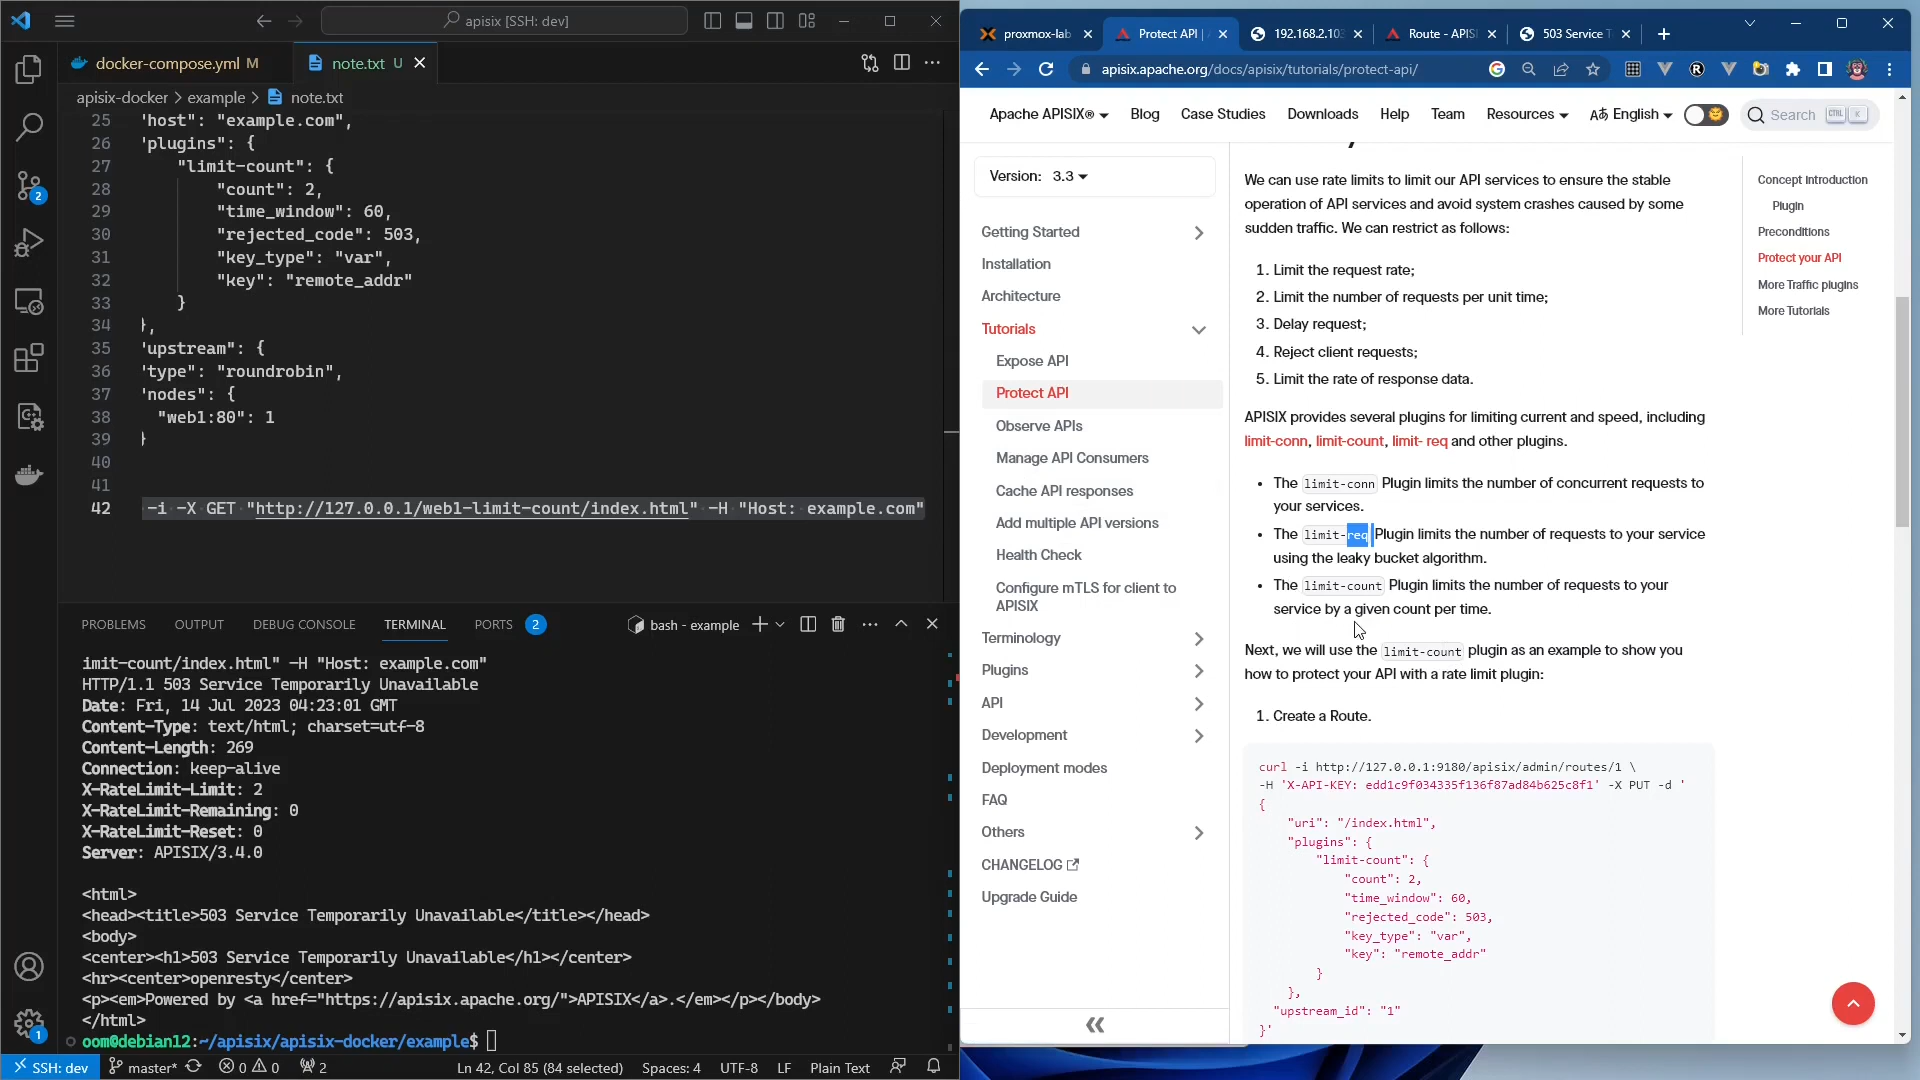 apisix [SSH: dev]
docker-compose.yml M
note.txt U
apisix-docker > example > note.txt
25 "host": "example.com",
26 "plugins": {
27 "limit-count": {
28 "count": 2,
29 "time_window": 60,
30 "rejected_code": 503,
31 "key_type": "var",
32 "key": "remote_addr"
33 }
34 },
35 "upstream": {
36 "type": "roundrobin",
37 "nodes": {
38 "web1:80": 1
39 }
40
41
42 -i -X GET "http://127.0.0.1/web1-limit-count/index.html" -H "Host: example.com"
PROBLEMS OUTPUT DEBUG CONSOLE TERMINAL PORTS 2
bash - example
imit-count/index.html" -H "Host: example.com"
HTTP/1.1 503 Service Temporarily Unavailable
Date: Fri, 14 Jul 2023 04:23:01 GMT
Content-Type: text/html; charset=utf-8
Content-Length: 269
Connection: keep-alive
X-RateLimit-Limit: 2
X-RateLimit-Remaining: 0
X-RateLimit-Reset: 0
Server: APISIX/3.4.0
<html>
<head><title>503 Service Temporarily Unavailable</title></head>
<body>
<center><h1>503 Service Temporarily Unavailable</h1></center>
<hr><center>openresty</center>
<p><em>Powered by <a href="https://apisix.apache.org/">APISIX</a>.</em></p></body>
</html>
oom@debian12:~/apisix/apisix-docker/example$
2
1
SSH: dev master* 0 0 2 Ln 42, Col 85 (84 selected) Spaces: 4 UTF-8 LF Plain Text
proxmox-lab
Protect API |
192.168.2.103
Route - APIS
503 Service T
apisix.apache.org/docs/apisix/tutorials/protect-api/
Apache APISIX® Blog Case Studies Downloads Help Team Resources English Search CTRL K
Version: 3.3
Getting Started
Installation
Architecture
Tutorials
Expose API
Protect API
Observe APIs
Manage API Consumers
Cache API responses
Add multiple API versions
Health Check
Configure mTLS for client to
APISIX
Terminology
Plugins
API
Development
Deployment modes
FAQ
Others
CHANGELOG
Upgrade Guide
We can use rate limits to limit our API services to ensure the stable
operation of API services and avoid system crashes caused by some
sudden traffic. We can restrict as follows:
1. Limit the request rate;
2. Limit the number of requests per unit time;
3. Delay request;
4. Reject client requests;
5. Limit the rate of response data.
APISIX provides several plugins for limiting current and speed, including
limit-conn, limit-count, limit- req and other plugins.
• The limit-conn Plugin limits the number of concurrent requests to
your services.
• The limit-req Plugin limits the number of requests to your service
using the leaky bucket algorithm.
• The limit-count Plugin limits the number of requests to your
service by a given count per time.
Next, we will use the limit-count plugin as an example to show you
how to protect your API with a rate limit plugin:
1. Create a Route.
curl -i http://127.0.0.1:9180/apisix/admin/routes/1 \
-H 'X-API-KEY: edd1c9f034335f136f87ad84b625c8f1' -X PUT -d '
{
"uri": "/index.html",
"plugins": {
"limit-count": {
"count": 2,
"time_window": 60,
"rejected_code": 503,
"key_type": "var",
"key": "remote_addr"
}
},
"upstream_id": "1"
}'
Concept introduction
Plugin
Preconditions
Protect your API
More Traffic plugins
More Tutorials